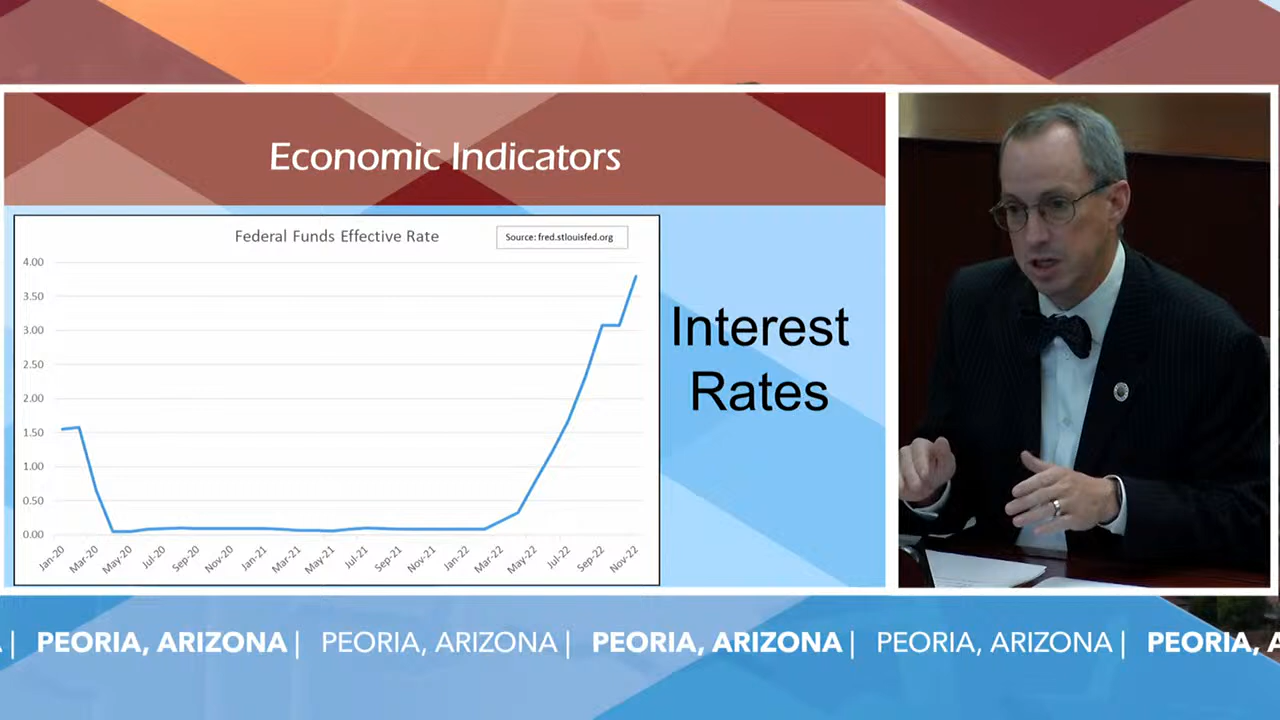 Economic Indicators
Federal Funds Effective Rate
Source: fred.stlouisfed.org
4.00
3.50
3.00
2.50
2.00
1.50
1.00
0.50
0.00
Jan-20 Mar-20 May-20 Jul-20 Sep-20 Nov-20 Jan-21 Mar-21 May-21 Jul-21 Sep-21 Nov-21 Jan-22 Mar-22 May-22 Jul-22 Sep-22 Nov-22
Interest
Rates
| PEORIA, ARIZONA | PEORIA, ARIZONA | PEORIA, ARIZONA | PEORIA, ARIZONA | PEORIA, A